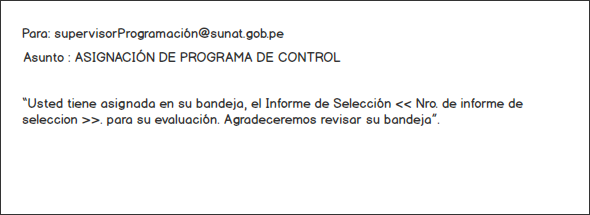 Para: supervisorProgramación@sunat.gob.pe
Asunto : ASIGNACIÓN DE PROGRAMA DE CONTROL
“Usted tiene asignada en su bandeja, el Informe de Selección << Nro. de informe de
seleccion >>. para su evaluación. Agradeceremos revisar su bandeja”.